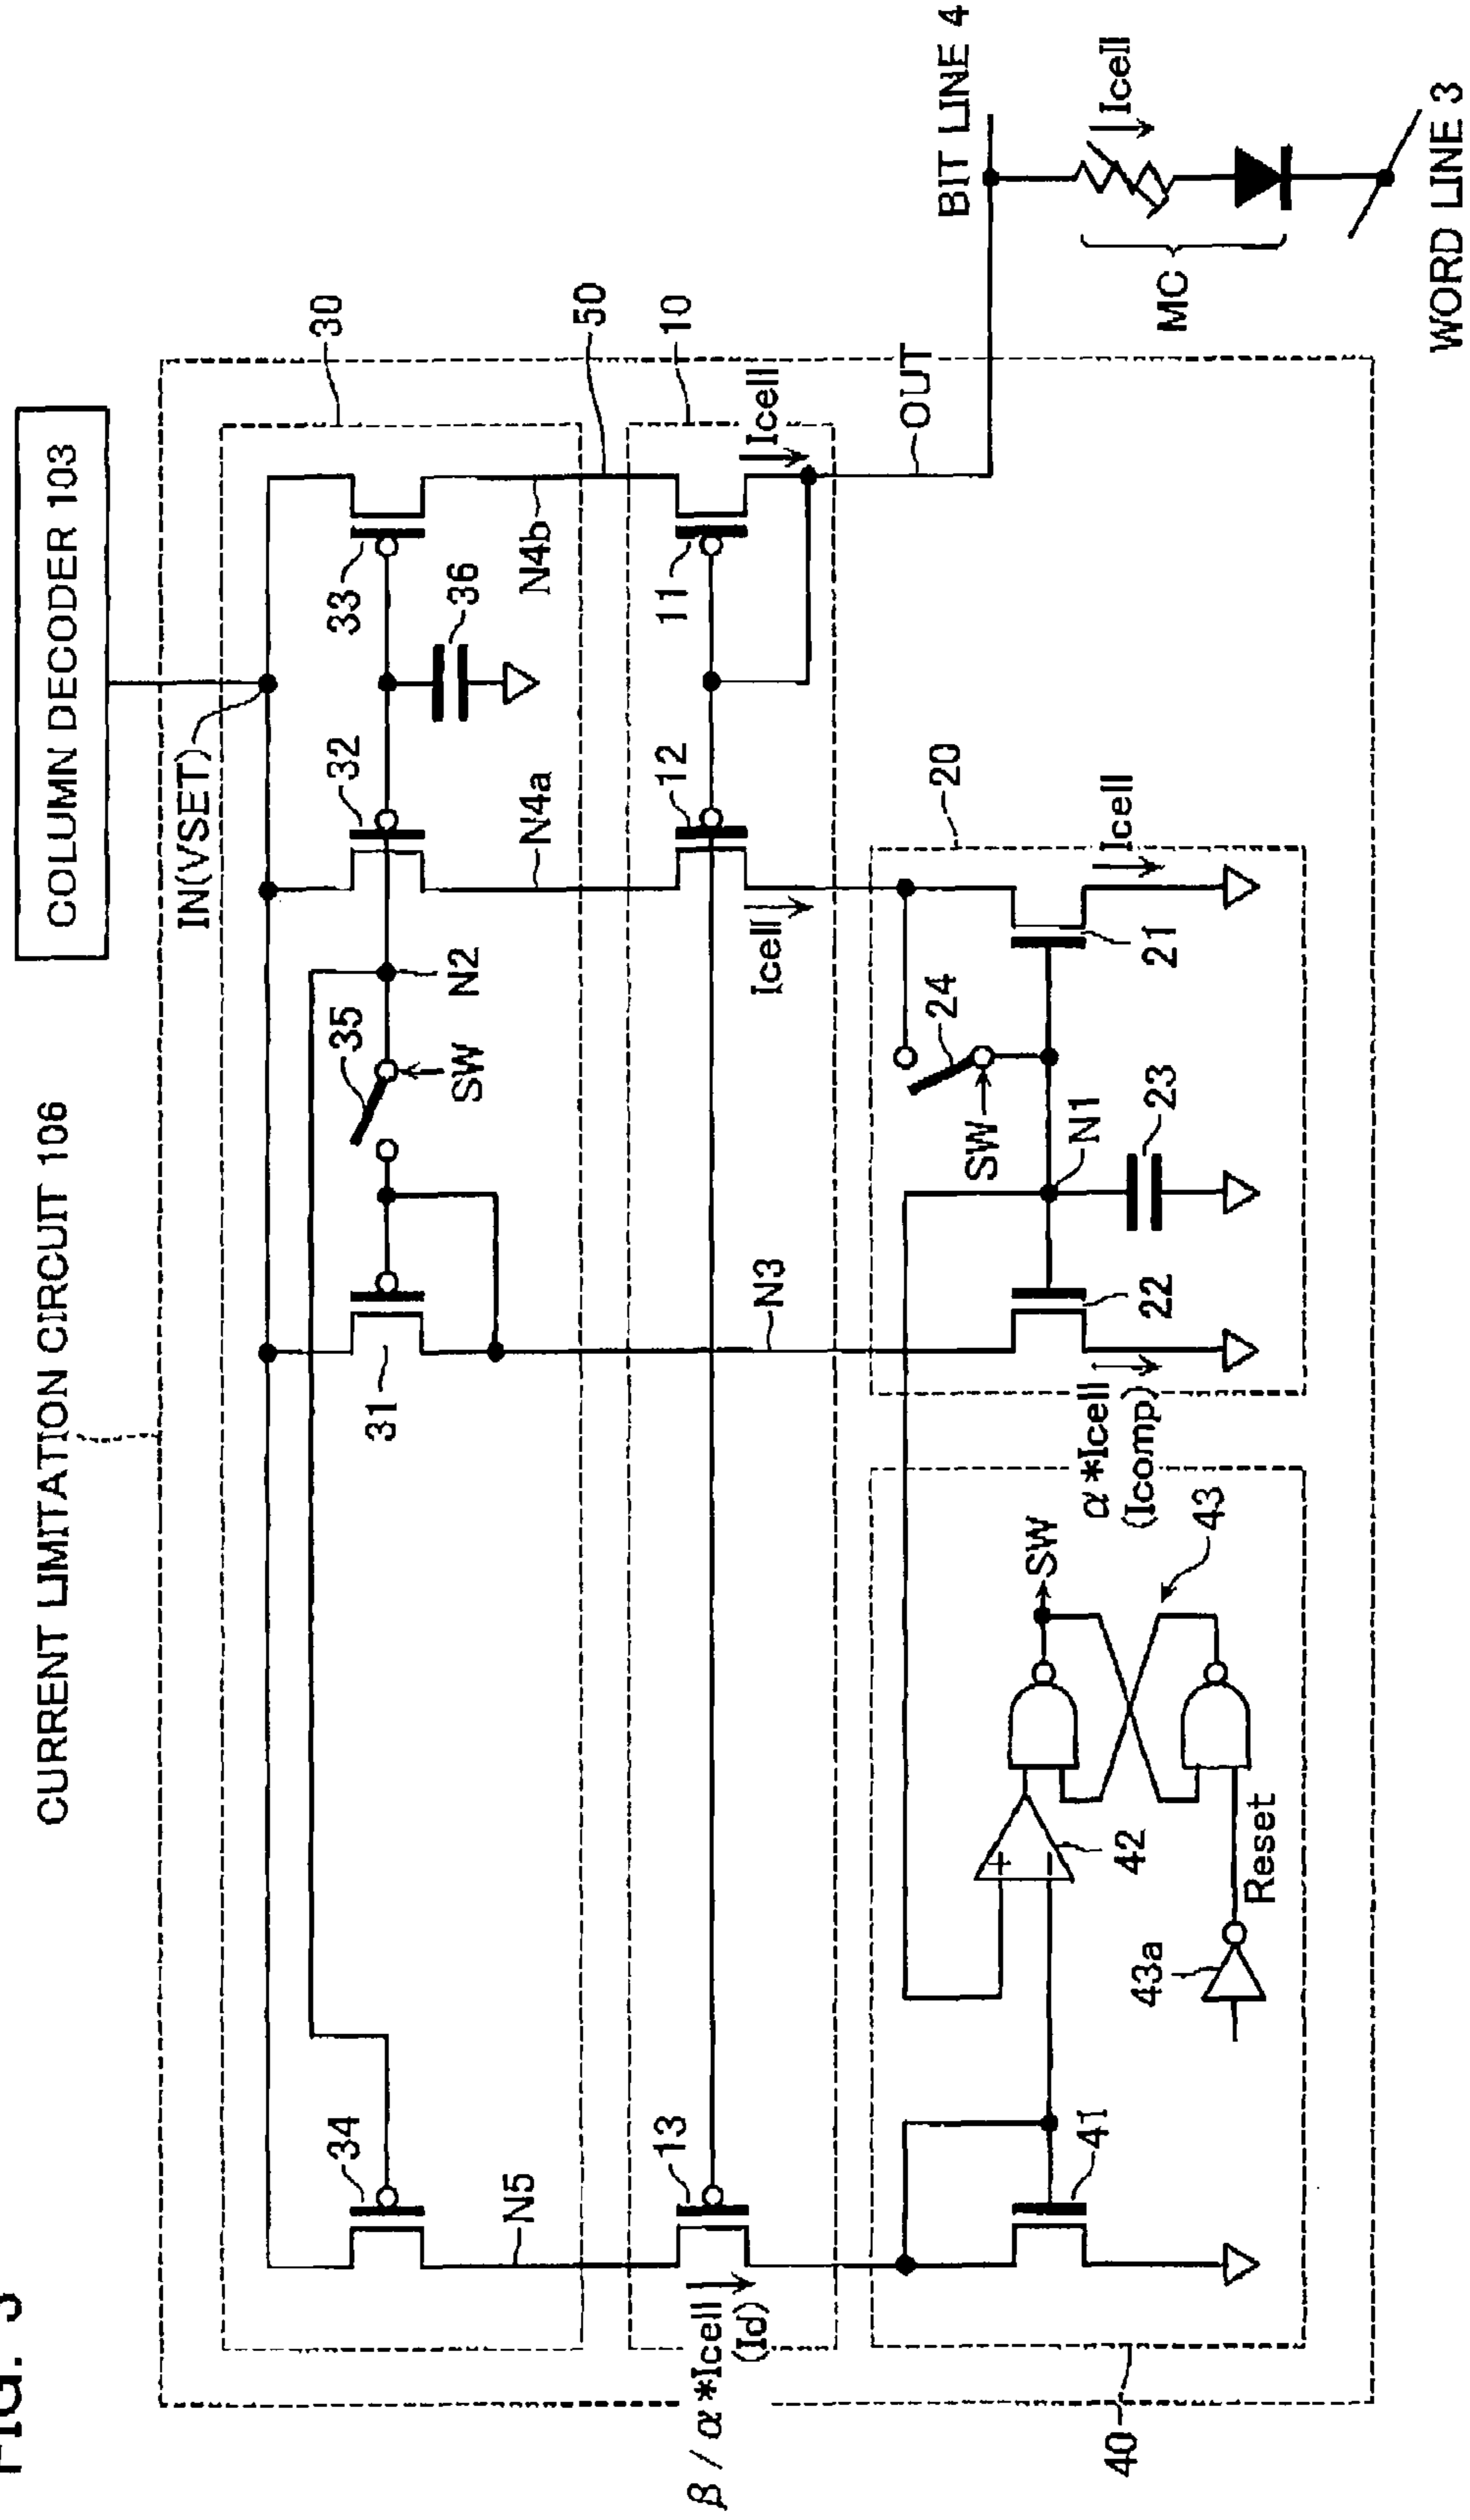 FIG. 5
CURRENT LIMITATION CIRCUIT 106
COLUMN DECODER 103
IN(VSET)
30
34
31
35
32
33
SW
N2
36
50
N5
N4a
N4b
10
13
12
11
β/α*Icell
(Id)
N3
Icell
Icell
OUT
BIT LINE 4
20
40
41
42
43
43a
Reset
SW
α*Icell
(Icomp)
22
N1
23
SW
24
21
Icell
MC
Icell
WORD LINE 3